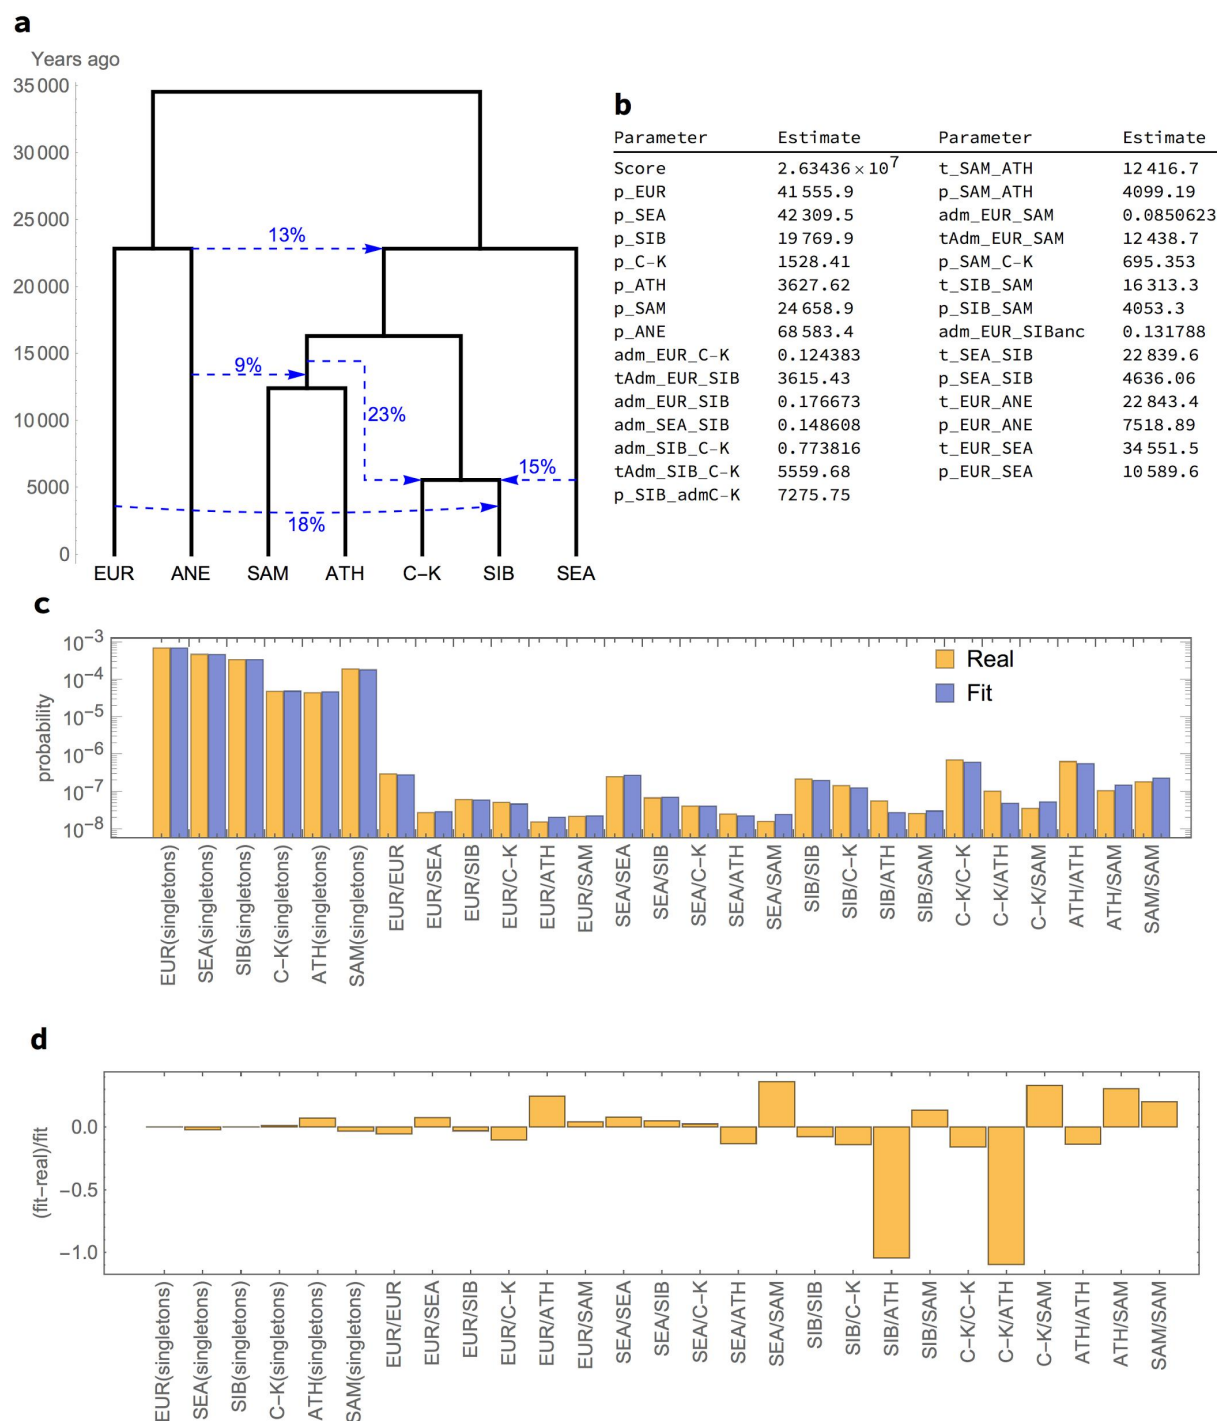 a
Years ago
35 000
30 000
25 000
20 000
15 000
10 000
5000
0
13%
9%
23%
15%
18%
EUR ANE SAM ATH C–K SIB SEA
b
Parameter Estimate Parameter Estimate
Score 2.63436 × 10^7 t_SAM_ATH 12 416.7
p_EUR 41 555.9 p_SAM_ATH 4099.19
p_SEA 42 309.5 adm_EUR_SAM 0.0850623
p_SIB 19 769.9 tAdm_EUR_SAM 12 438.7
p_C–K 1528.41 p_SAM_C–K 695.353
p_ATH 3627.62 t_SIB_SAM 16 313.3
p_SAM 24 658.9 p_SIB_SAM 4053.3
p_ANE 68 583.4 adm_EUR_SIBanc 0.131788
adm_EUR_C–K 0.124383 t_SEA_SIB 22 839.6
tAdm_EUR_SIB 3615.43 p_SEA_SIB 4636.06
adm_EUR_SIB 0.176673 t_EUR_ANE 22 843.4
adm_SEA_SIB 0.148608 p_EUR_ANE 7518.89
adm_SIB_C–K 0.773816 t_EUR_SEA 34 551.5
tAdm_SIB_C–K 5559.68 p_EUR_SEA 10 589.6
p_SIB_admC–K 7275.75
c
probability
10^-3
10^-4
10^-5
10^-6
10^-7
10^-8
Real
Fit
EUR(singletons)
SEA(singletons)
SIB(singletons)
C–K(singletons)
ATH(singletons)
SAM(singletons)
EUR/EUR
EUR/SEA
EUR/SIB
EUR/C–K
EUR/ATH
EUR/SAM
SEA/SEA
SEA/SIB
SEA/C–K
SEA/ATH
SEA/SAM
SIB/SIB
SIB/C–K
SIB/ATH
SIB/SAM
C–K/C–K
C–K/ATH
C–K/SAM
ATH/ATH
ATH/SAM
SAM/SAM
d
(fit−real)/fit
0.0
−0.5
−1.0
EUR(singletons)
SEA(singletons)
SIB(singletons)
C–K(singletons)
ATH(singletons)
SAM(singletons)
EUR/EUR
EUR/SEA
EUR/SIB
EUR/C–K
EUR/ATH
EUR/SAM
SEA/SEA
SEA/SIB
SEA/C–K
SEA/ATH
SEA/SAM
SIB/SIB
SIB/C–K
SIB/ATH
SIB/SAM
C–K/C–K
C–K/ATH
C–K/SAM
ATH/ATH
ATH/SAM
SAM/SAM